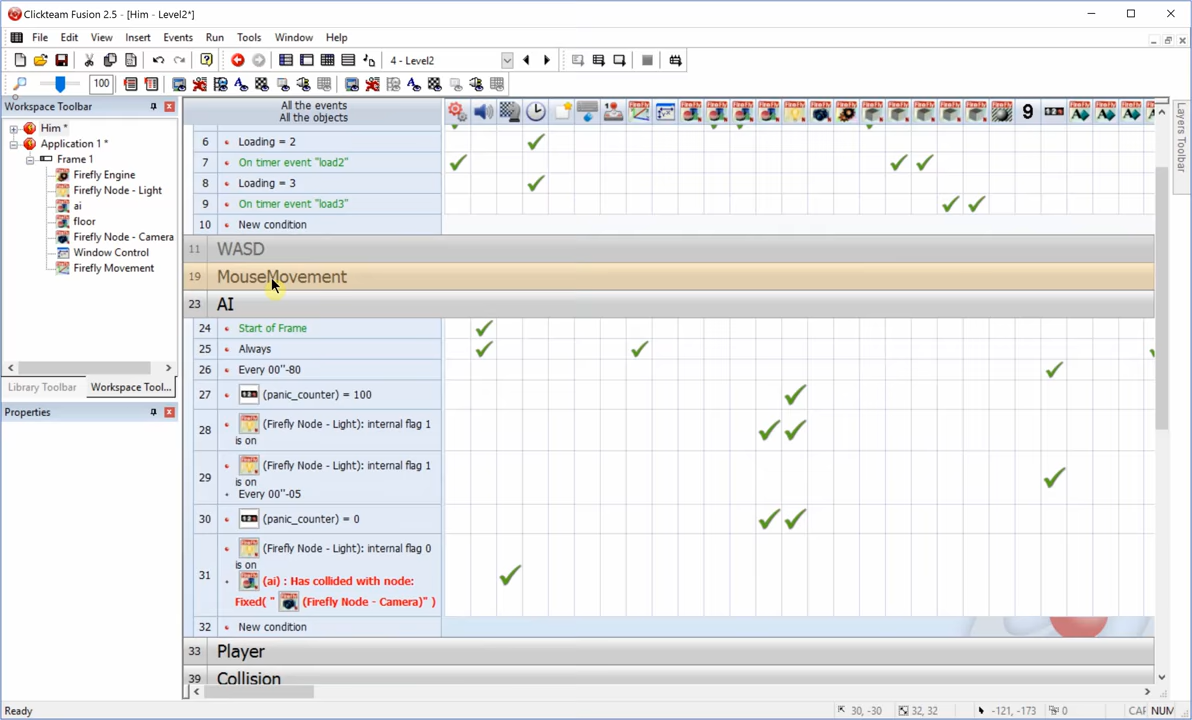 Clickteam Fusion 2.5 - [Him - Level2*]
File Edit View Insert Events Run Tools Window Help
4 - Level2
100
Workspace Toolbar
Him *
Application 1 *
Frame 1
Firefly Engine
Firefly Node - Light
ai
floor
Firefly Node - Camera
Window Control
Firefly Movement
Library Toolbar Workspace Tool...
Properties
Layers Toolbar
All the events
All the objects
9
6 Loading = 2
7 On timer event "load2"
8 Loading = 3
9 On timer event "load3"
10 New condition
11 WASD
19 MouseMovement
23 AI
24 Start of Frame
25 Always
26 Every 00"-80
27 (panic_counter) = 100
28 (Firefly Node - Light): internal flag 1
is on
29 (Firefly Node - Light): internal flag 1
is on
Every 00"-05
30 (panic_counter) = 0
31 (Firefly Node - Light): internal flag 0
is on
(ai) : Has collided with node:
Fixed( " (Firefly Node - Camera)" )
32 New condition
33 Player
39 Collision
Ready
30, -30 32, 32 -121, -173 0 CAP NUM